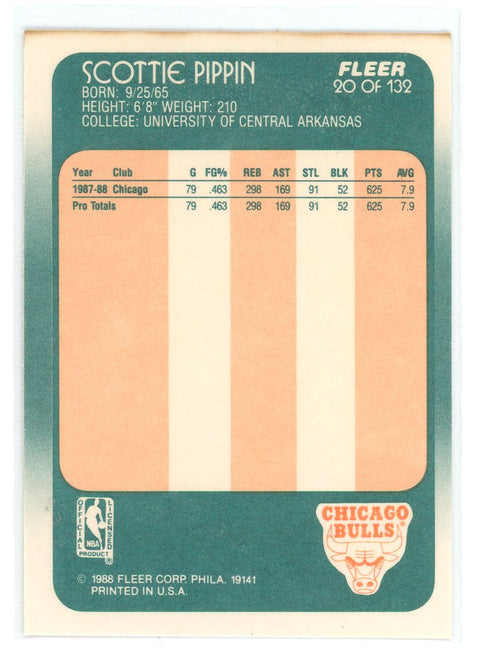 SCOTTIE PIPPIN
FLEER
20 OF 132
BORN: 9/25/65
HEIGHT: 6'8" WEIGHT: 210
COLLEGE: UNIVERSITY OF CENTRAL ARKANSAS
Year Club G FG% REB AST STL BLK PTS AVG
1987-88 Chicago 79 .463 298 169 91 52 625 7.9
Pro Totals 79 .463 298 169 91 52 625 7.9
OFFICIAL LICENSED
NBA
PRODUCT
®
CHICAGO
BULLS®
© 1988 FLEER CORP. PHILA. 19141
PRINTED IN U.S.A.